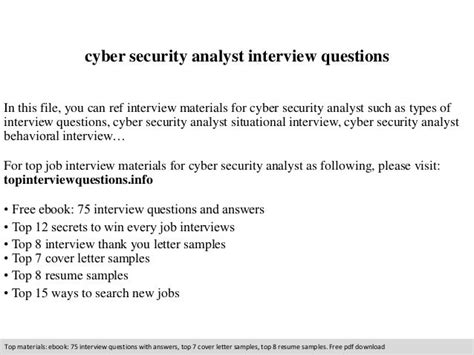 cyber security analyst interview questions
In this file, you can ref interview materials for cyber security analyst such as types of
interview questions, cyber security analyst situational interview, cyber security analyst
behavioral interview…
For top job interview materials for cyber security analyst as following, please visit:
topinterviewquestions.info
• Free ebook: 75 interview questions and answers
• Top 12 secrets to win every job interviews
• Top 8 interview thank you letter samples
• Top 7 cover letter samples
• Top 8 resume samples
• Top 15 ways to search new jobs
Top materials: ebook: 75 interview questions with answers, top 7 cover letter samples, top 8 resume samples. Free pdf download